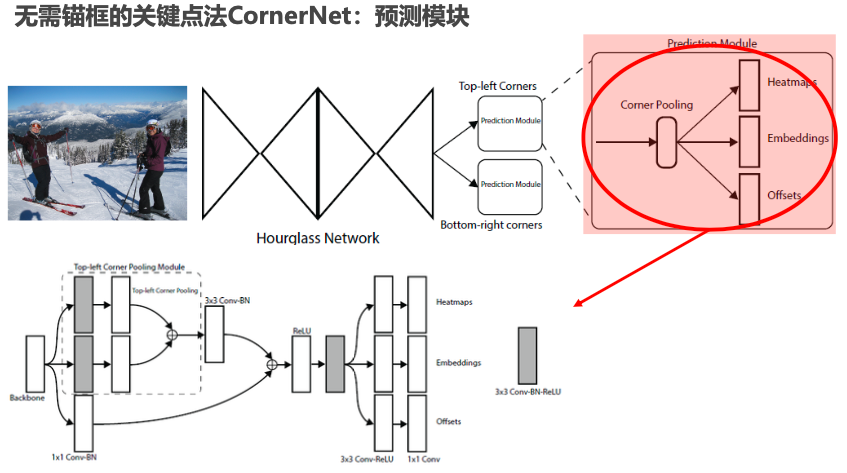 无需锚框的关键点法CornerNet：预测模块
Prediction Module
Top-left Corners
Prediction Module
Prediction Module
Bottom-right corners
Hourglass Network
Corner Pooling
Heatmaps
Embeddings
Offsets
Top-left Corner Pooling Module
Top-left Corner Pooling
3x3 Conv-BN
ReLU
Heatmaps
Embeddings
Offsets
Backbone
1x1 Conv-BN
3x3 Conv-ReLU
1x1 Conv
3x3 Conv-BN-ReLU